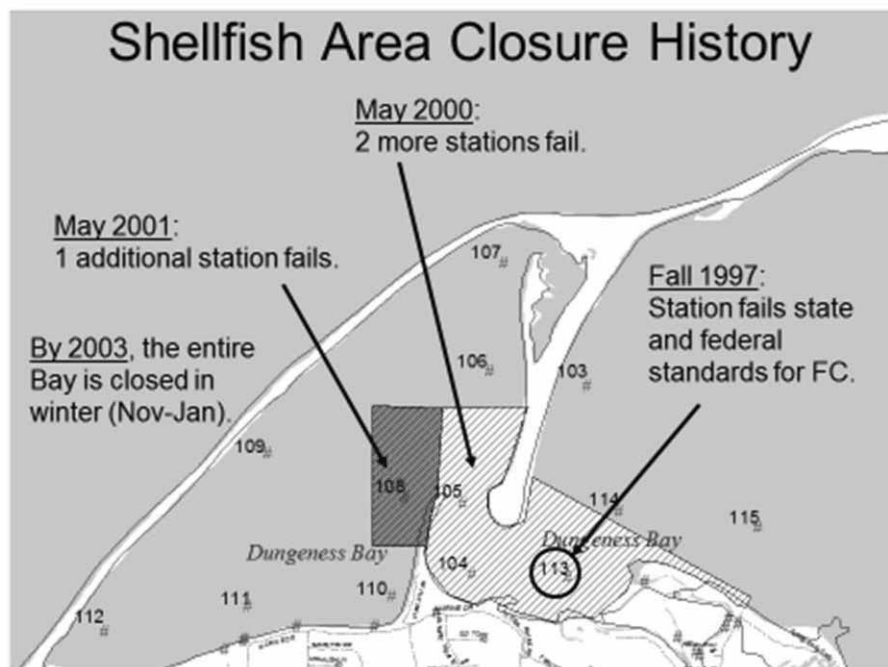 Shellfish Area Closure History
May 2000:
2 more stations fail.
May 2001:
1 additional station fails.
107
Fall 1997:
Station fails state
and federal
standards for FC.
By 2003, the entire
Bay is closed in
winter (Nov-Jan).
106
103
109
108
105
114
115
Dungeness Bay
Dungeness Bay
104
113
110
111
112